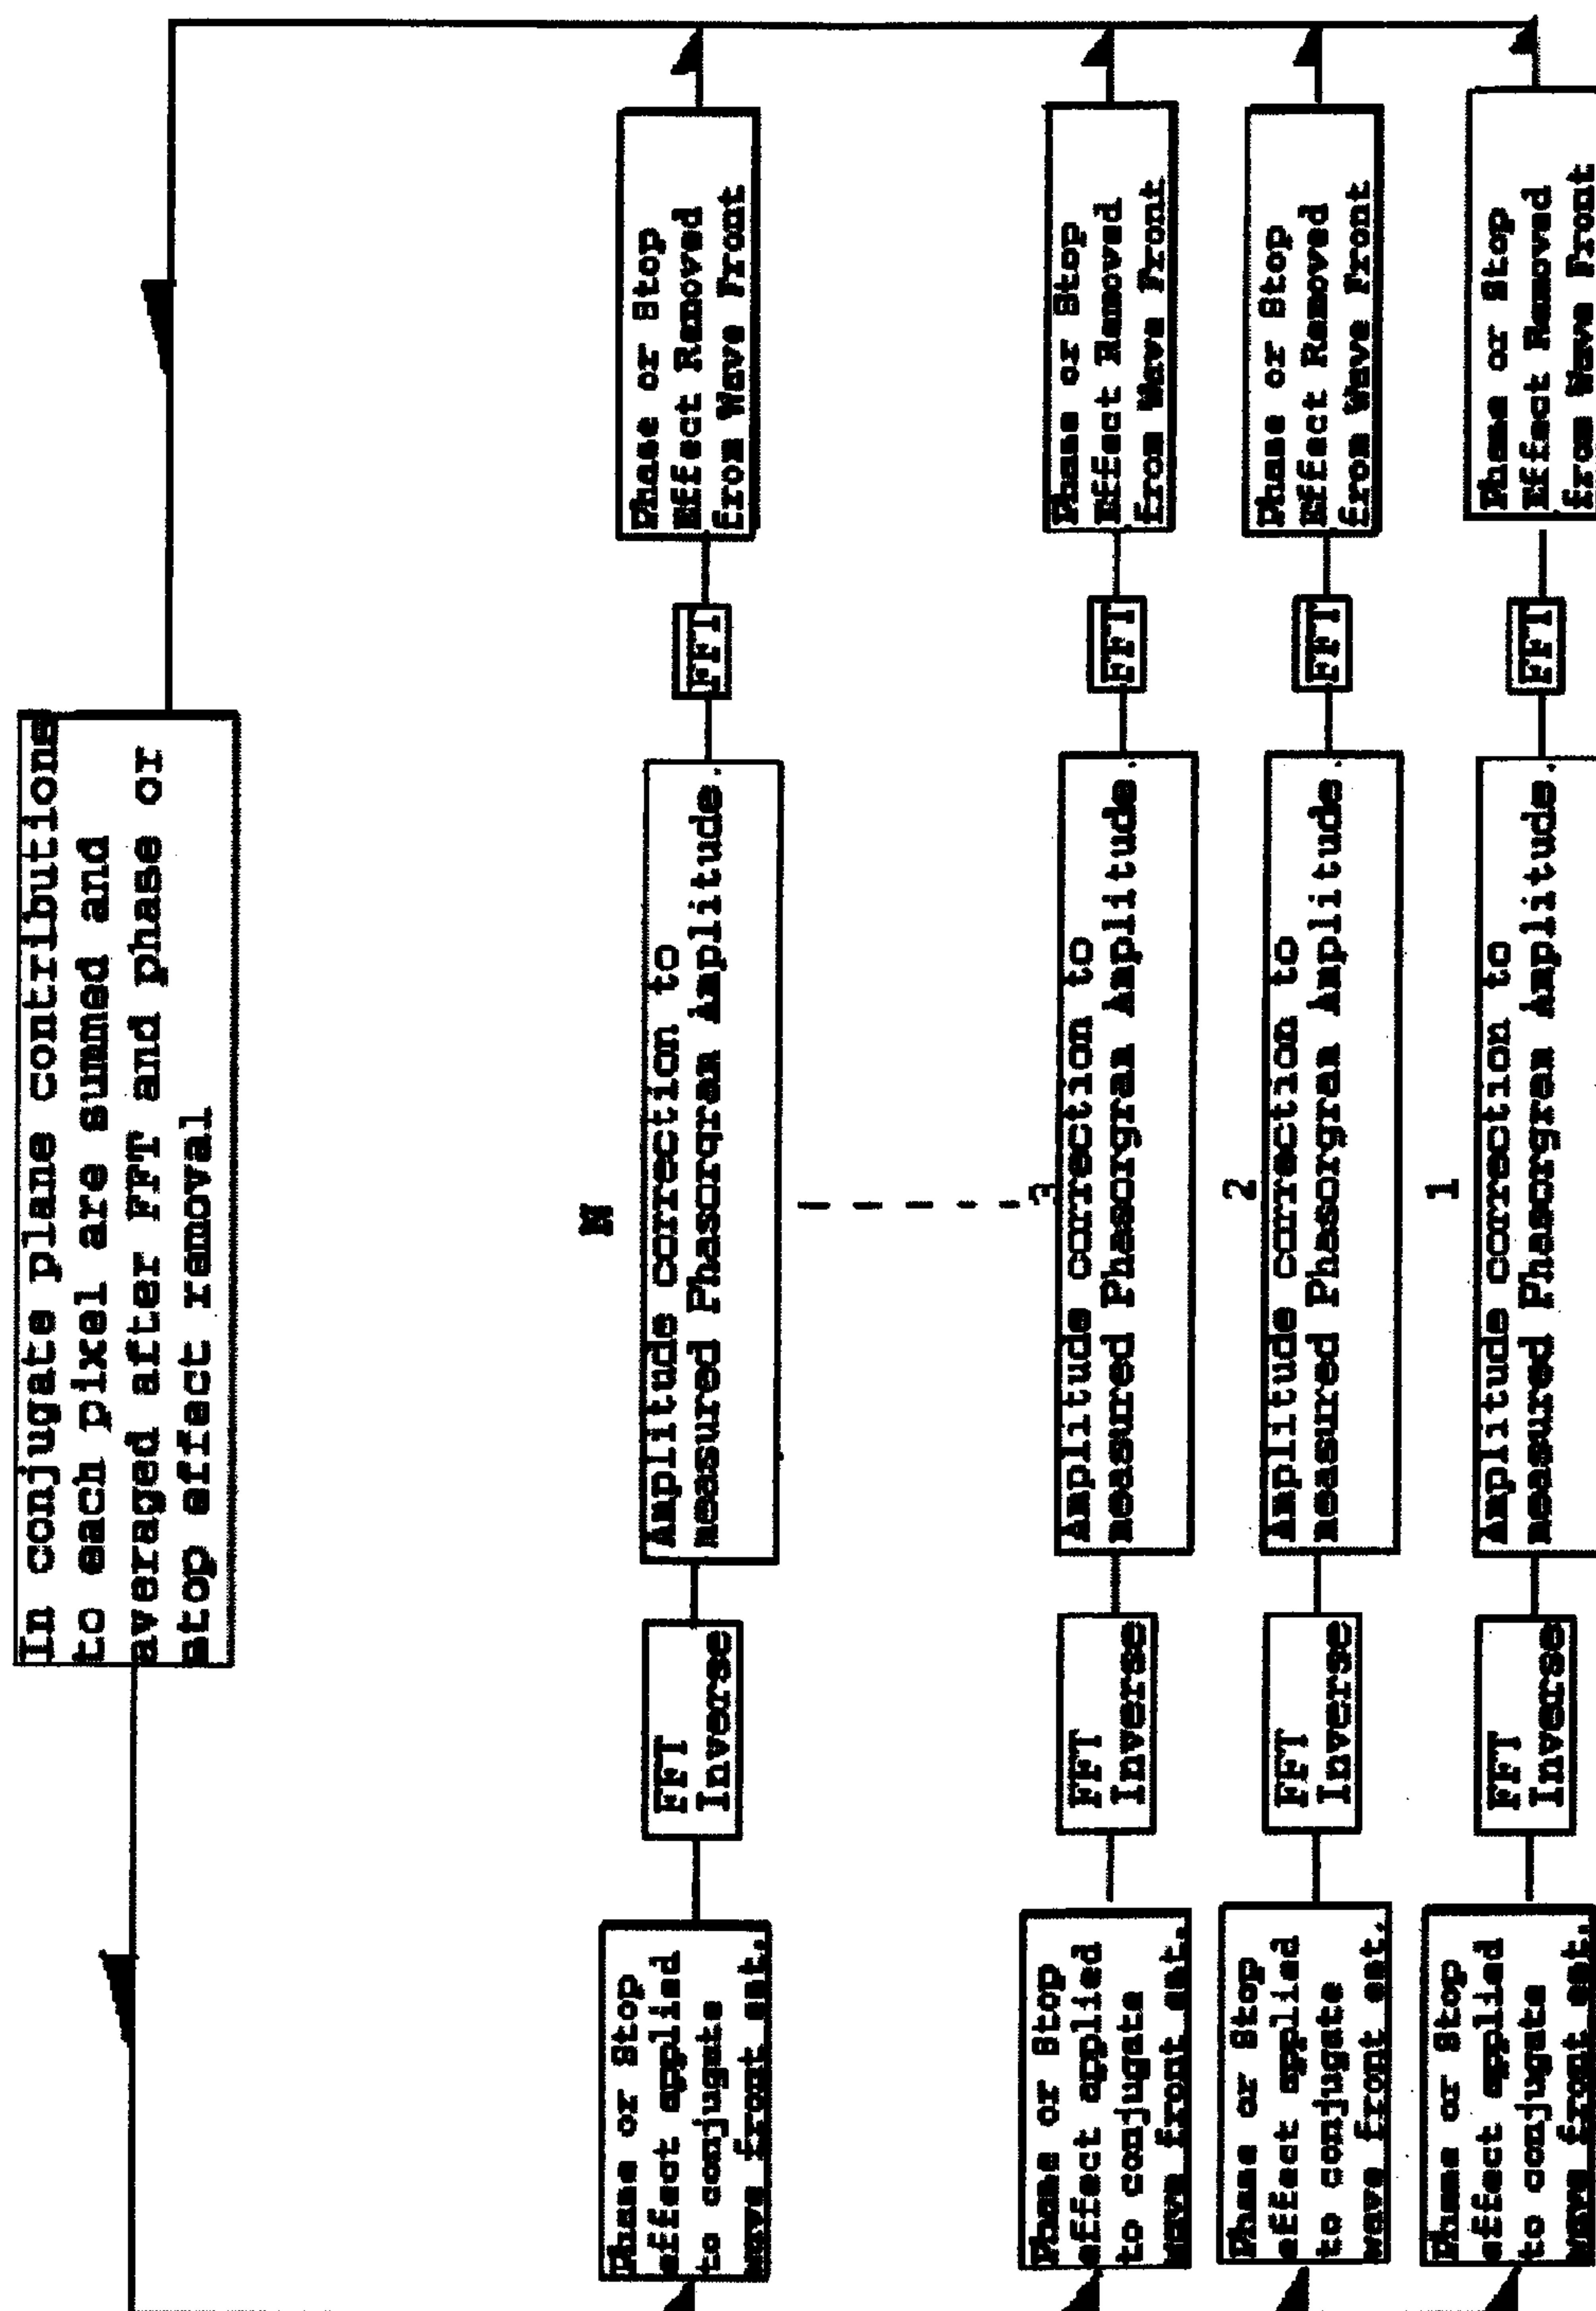 In conjugate plane contributions
to each pixel are summed and
averaged after FFT and phase or
stop effect removal
N
Phase or Stop
effect applied
to conjugate
wave front est.
FFT
Inverse
Amplitude correction to
measured Phasorgran Amplitude.
FFT
Phase or Stop
Effect Removed
from Wave Front
3
Phase or Stop
effect applied
to conjugate
wave front est.
FFT
Inverse
Amplitude correction to
measured Phasorgran Amplitude.
FFT
Phase or Stop
Effect Removed
from Wave Front
2
Phase or Stop
effect applied
to conjugate
wave front est.
FFT
Inverse
Amplitude correction to
measured Phasorgran Amplitude.
FFT
Phase or Stop
Effect Removed
from Wave Front
1
Phase or Stop
effect applied
to conjugate
wave front est.
FFT
Inverse
Amplitude correction to
measured Phasorgran Amplitude.
FFT
Phase or Stop
Effect Removed
from Wave Front